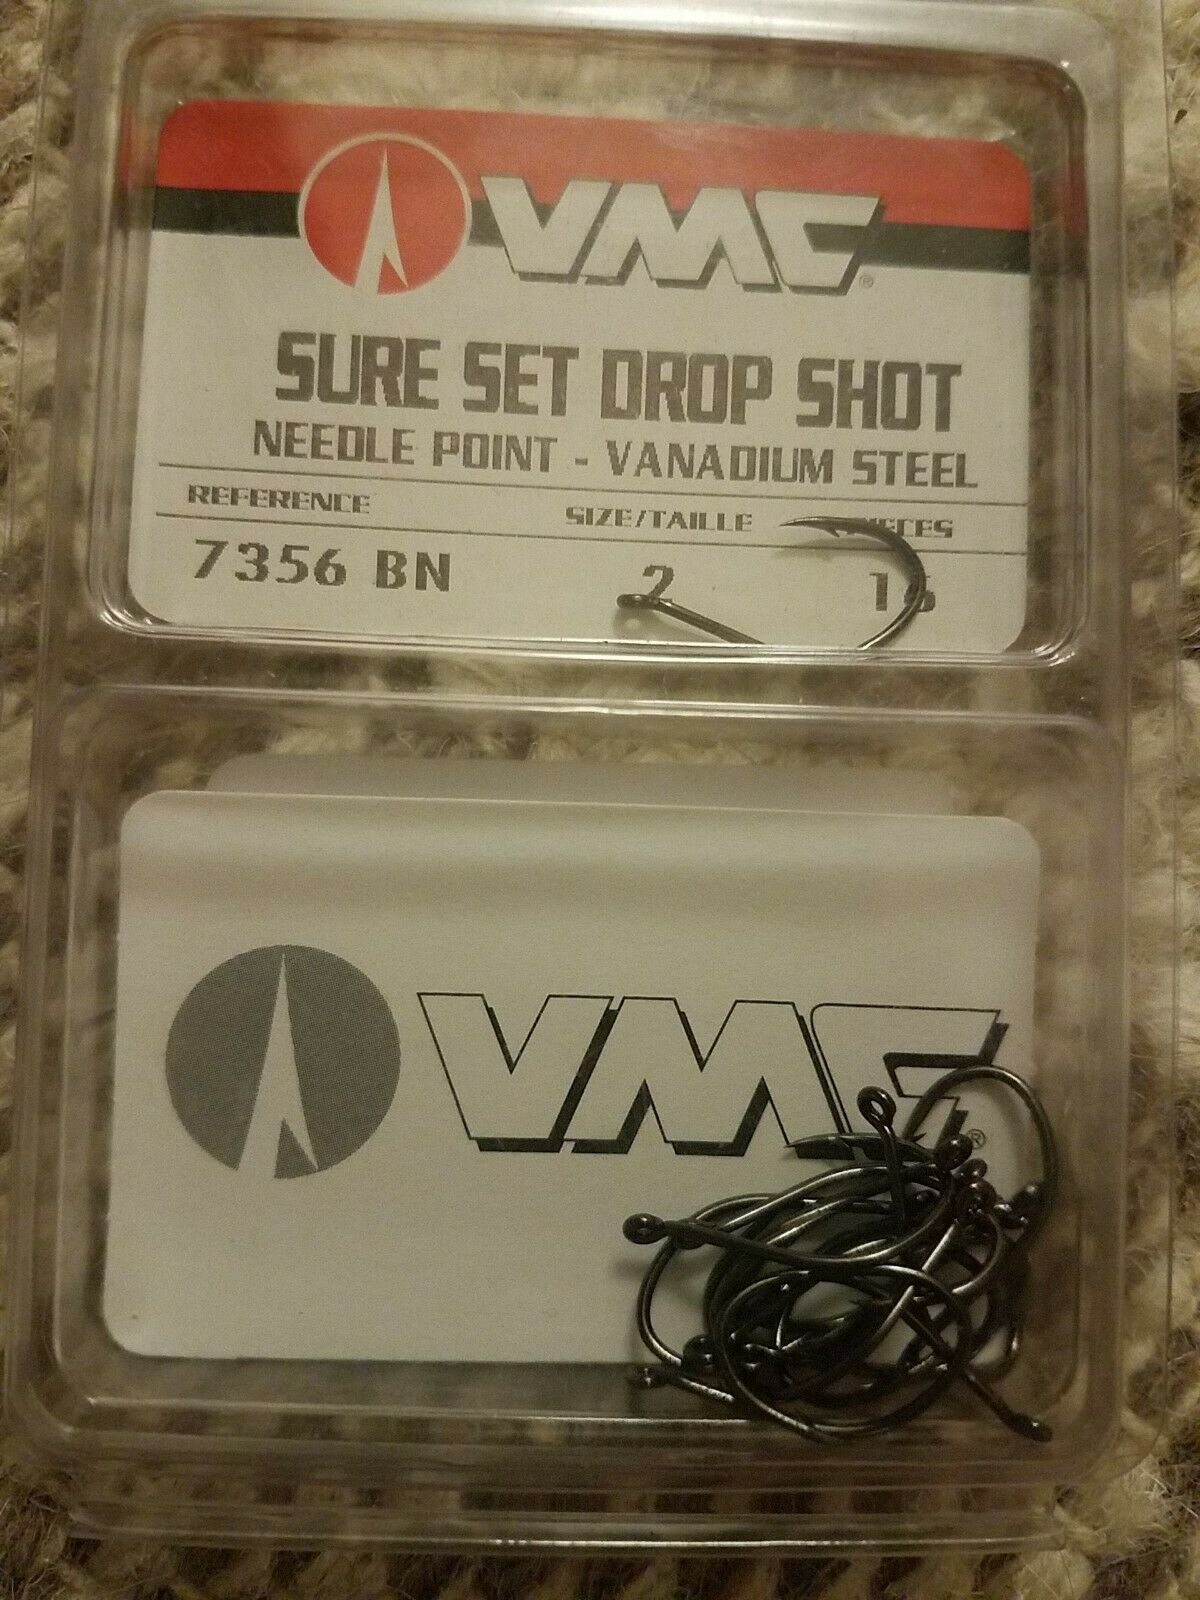 VMC®
SURE SET DROP SHOT
NEEDLE POINT - VANADIUM STEEL
REFERENCE SIZE/TAILLE
7356 BN 2
VMC®